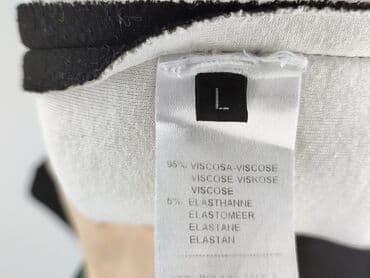 L
95% VISCOSA-VISCOSE
VISCOSE-VISKOSE
VISCOSE
5% ELASTHANNE
ELASTOMEER
ELASTANE
ELASTAN